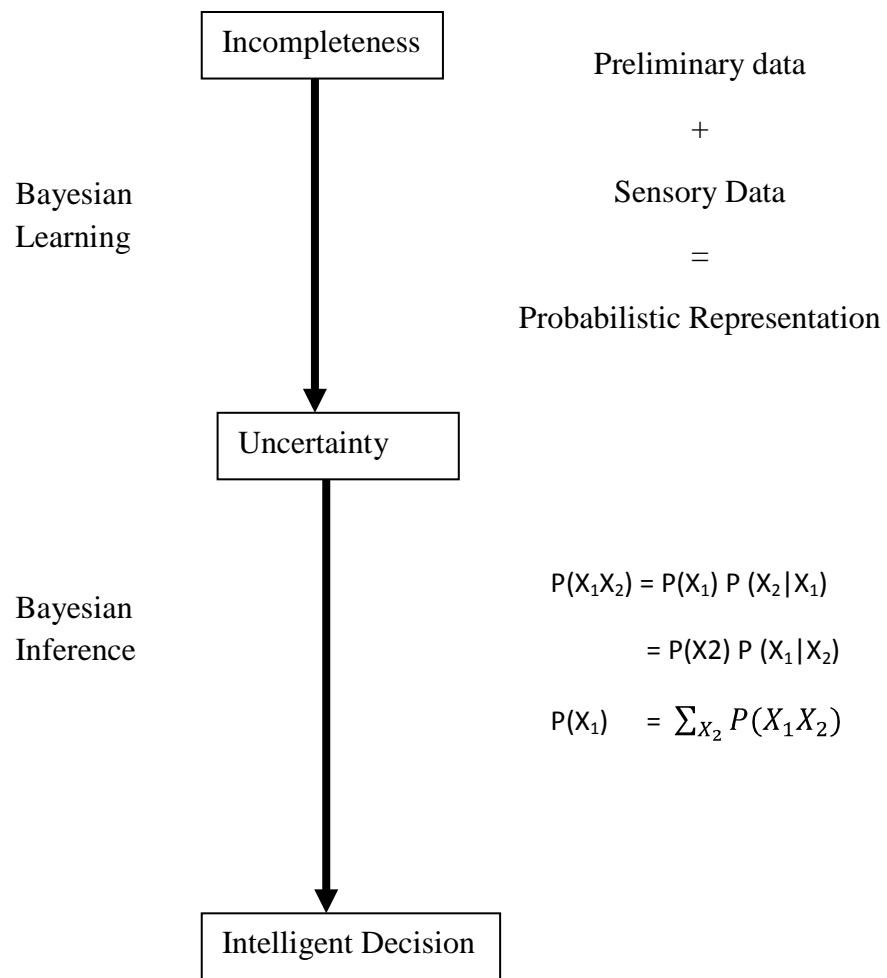 Incompleteness
Preliminary data
+
Bayesian
Learning
Sensory Data
=
Probabilistic Representation
Uncertainty
Bayesian
Inference
P(X₁X₂) = P(X₁) P (X₂|X₁)
= P(X2) P (X₁|X₂)
P(X₁) = ∑_{X₂} P(X₁X₂)
Intelligent Decision